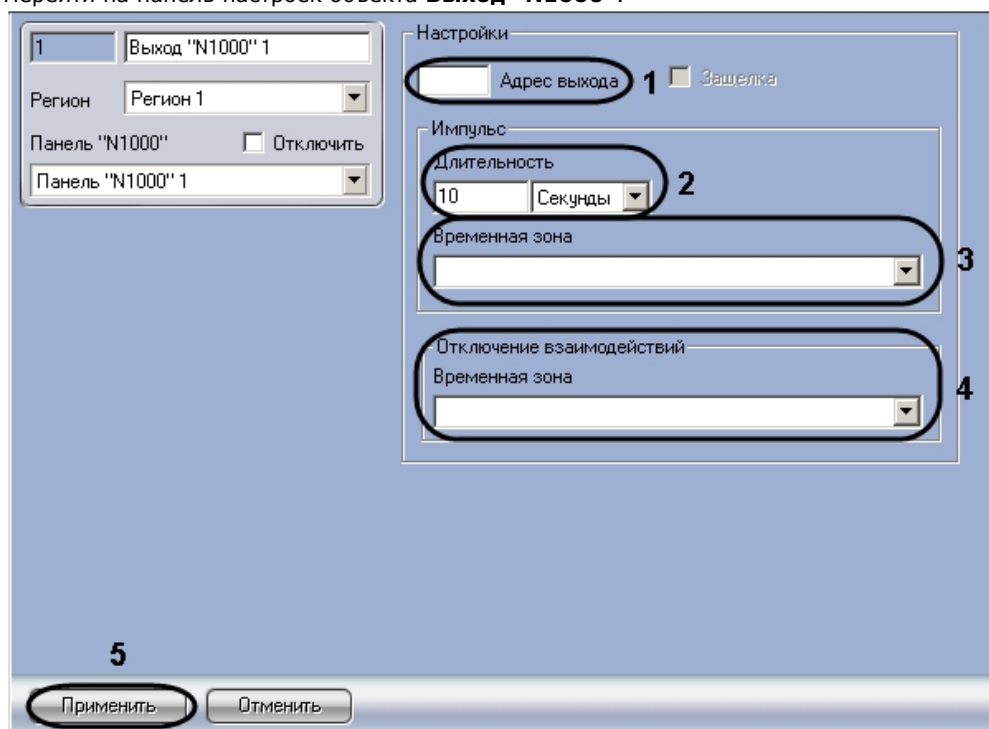 Перейти на панель настроек объекта Выход "N1000".
1 Выход "N1000" 1
Регион Регион 1
Панель "N1000" Отключить
Панель "N1000" 1
Настройки
Адрес выхода 1 Защелка
Импульс
Длительность
10 Секунды 2
Временная зона
3
Отключение взаимодействий
Временная зона
4
5
Применить Отменить